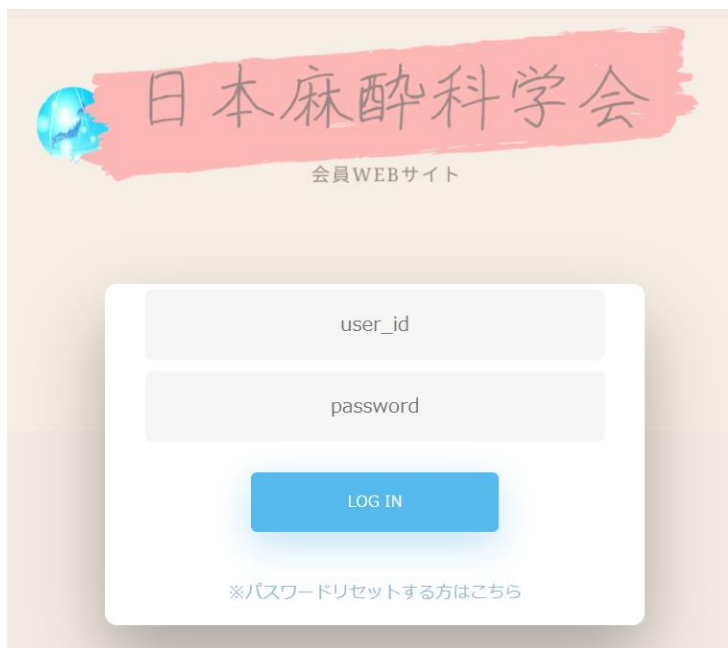 日本麻酔科学会
会員WEBサイト
user_id
password
LOG IN
※パスワードリセットする方はこちら